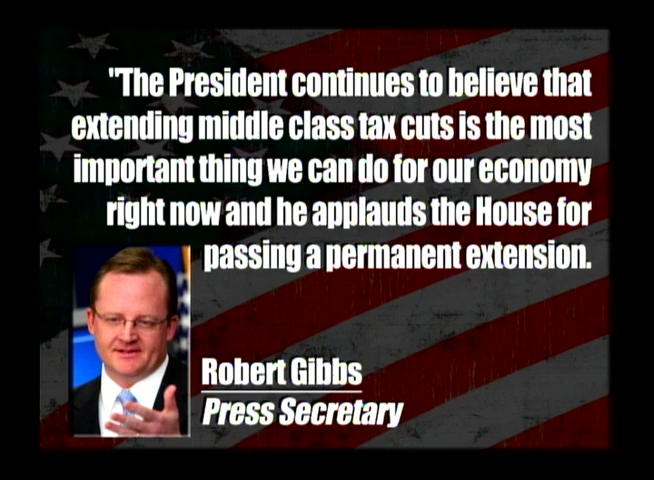 "The President continues to believe that
extending middle class tax cuts is the most
important thing we can do for our economy
right now and he applauds the House for
passing a permanent extension.
Robert Gibbs
Press Secretary